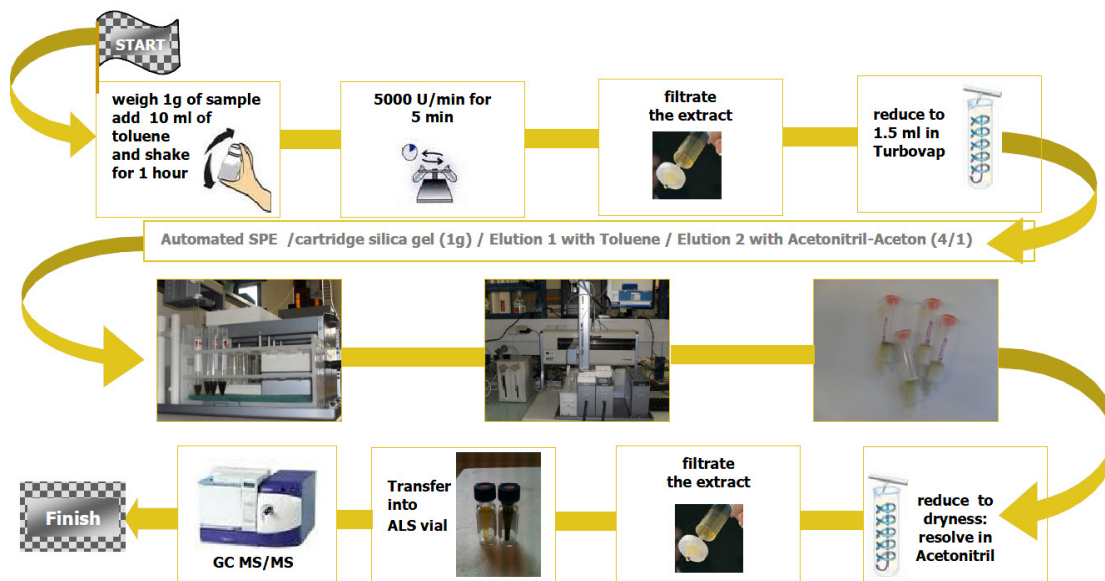 START
weigh 1g of sample
add 10 ml of
toluene
and shake
for 1 hour
5000 U/min for
5 min
filtrate
the extract
reduce to
1.5 ml in
Turbovap
Automated SPE /cartridge silica gel (1g) / Elution 1 with Toluene / Elution 2 with Acetonitril-Aceton (4/1)
reduce to
dryness:
resolve in
Acetonitril
filtrate
the extract
Transfer
into
ALS vial
GC MS/MS
Finish